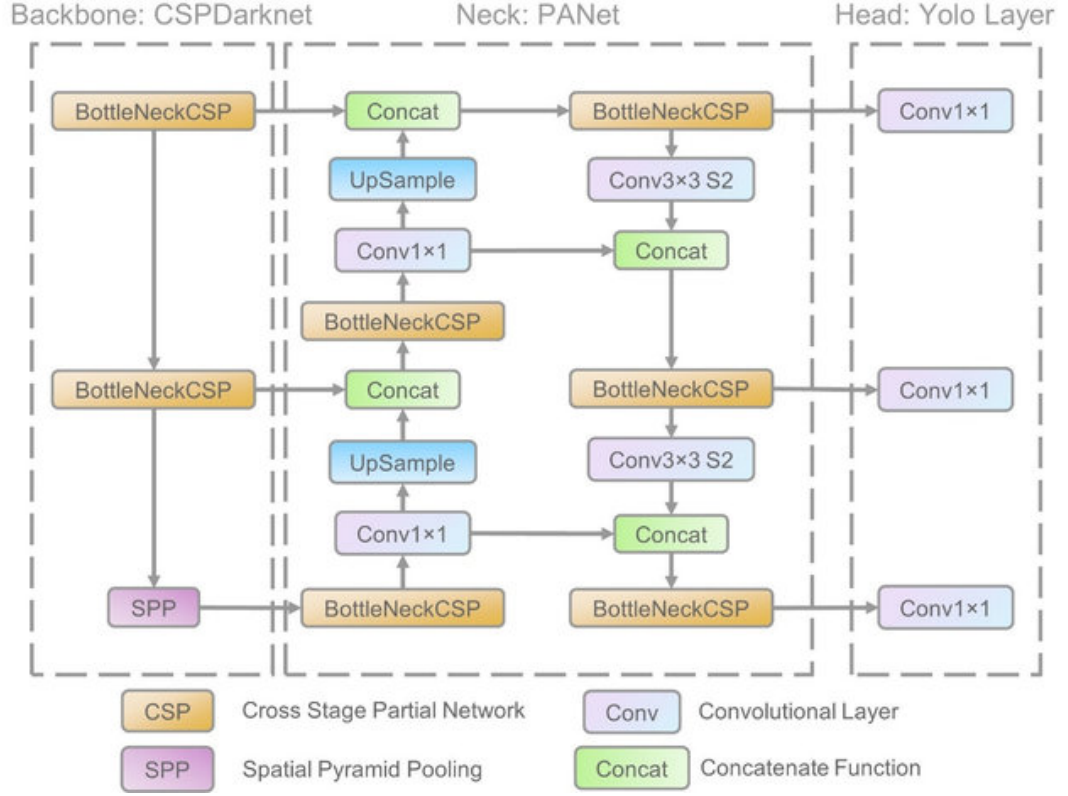 Backbone: CSPDarknet
Neck: PANet
Head: Yolo Layer
BottleNeckCSP
Concat
BottleNeckCSP
Conv1×1
UpSample
Conv3×3 S2
Conv1×1
Concat
BottleNeckCSP
BottleNeckCSP
Concat
BottleNeckCSP
Conv1×1
UpSample
Conv3×3 S2
Conv1×1
Concat
SPP
BottleNeckCSP
BottleNeckCSP
Conv1×1
CSP
Cross Stage Partial Network
Conv
Convolutional Layer
SPP
Spatial Pyramid Pooling
Concat
Concatenate Function